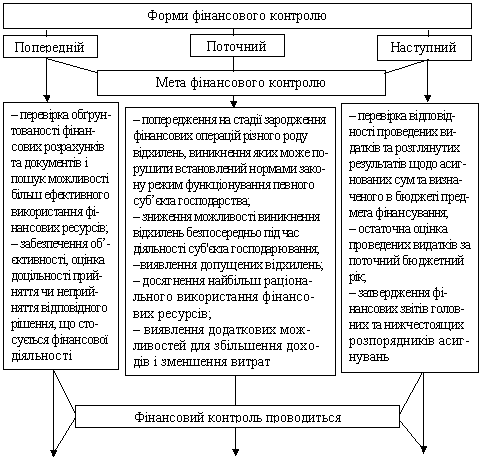 Форми фінансового контролю
Попередній
Поточний
Наступний
Мета фінансового контролю
– перевірка обґрун-
тованості фінан-
сових розрахунків
та документів і
пошук можливості
більш ефективного
використання фі-
нансових ресурсів;
– забезпечення об’-
єктивності, оцінка
доцільності прий-
няття чи неприй-
няття відповідного
рішення, що сто-
сується фінансової
діяльності
– попередження на стадії зародження
фінансових операцій різного роду
відхилень, виникнення яких може по-
рушити встановлений нормами зако-
ну режим функціонування певного
суб’єкта господарства;
– зниження можливості виникнення
відхилень безпосередньо під час
діяльності суб'єкта господарювання,
–виявлення допущених відхилень;
– досягнення найбільш раціона-
льного використання фінансо-
вих ресурсів;
– виявлення додаткових мож-
ливостей для збільшення дохо-
дів і зменшення витрат
– перевірка відповід-
ності проведених ви-
датків та розглянутих
результатів щодо асиг-
нованих сум та визна-
ченого в бюджеті пред-
мета фінансування,
– остаточна оцінка
проведених видатків за
поточний бюджетний
рік;
– затвердження фі-
нансових звітів голов-
них та нижчестоящих
розпорядників асиг-
нувань
Фінансовий контроль проводиться